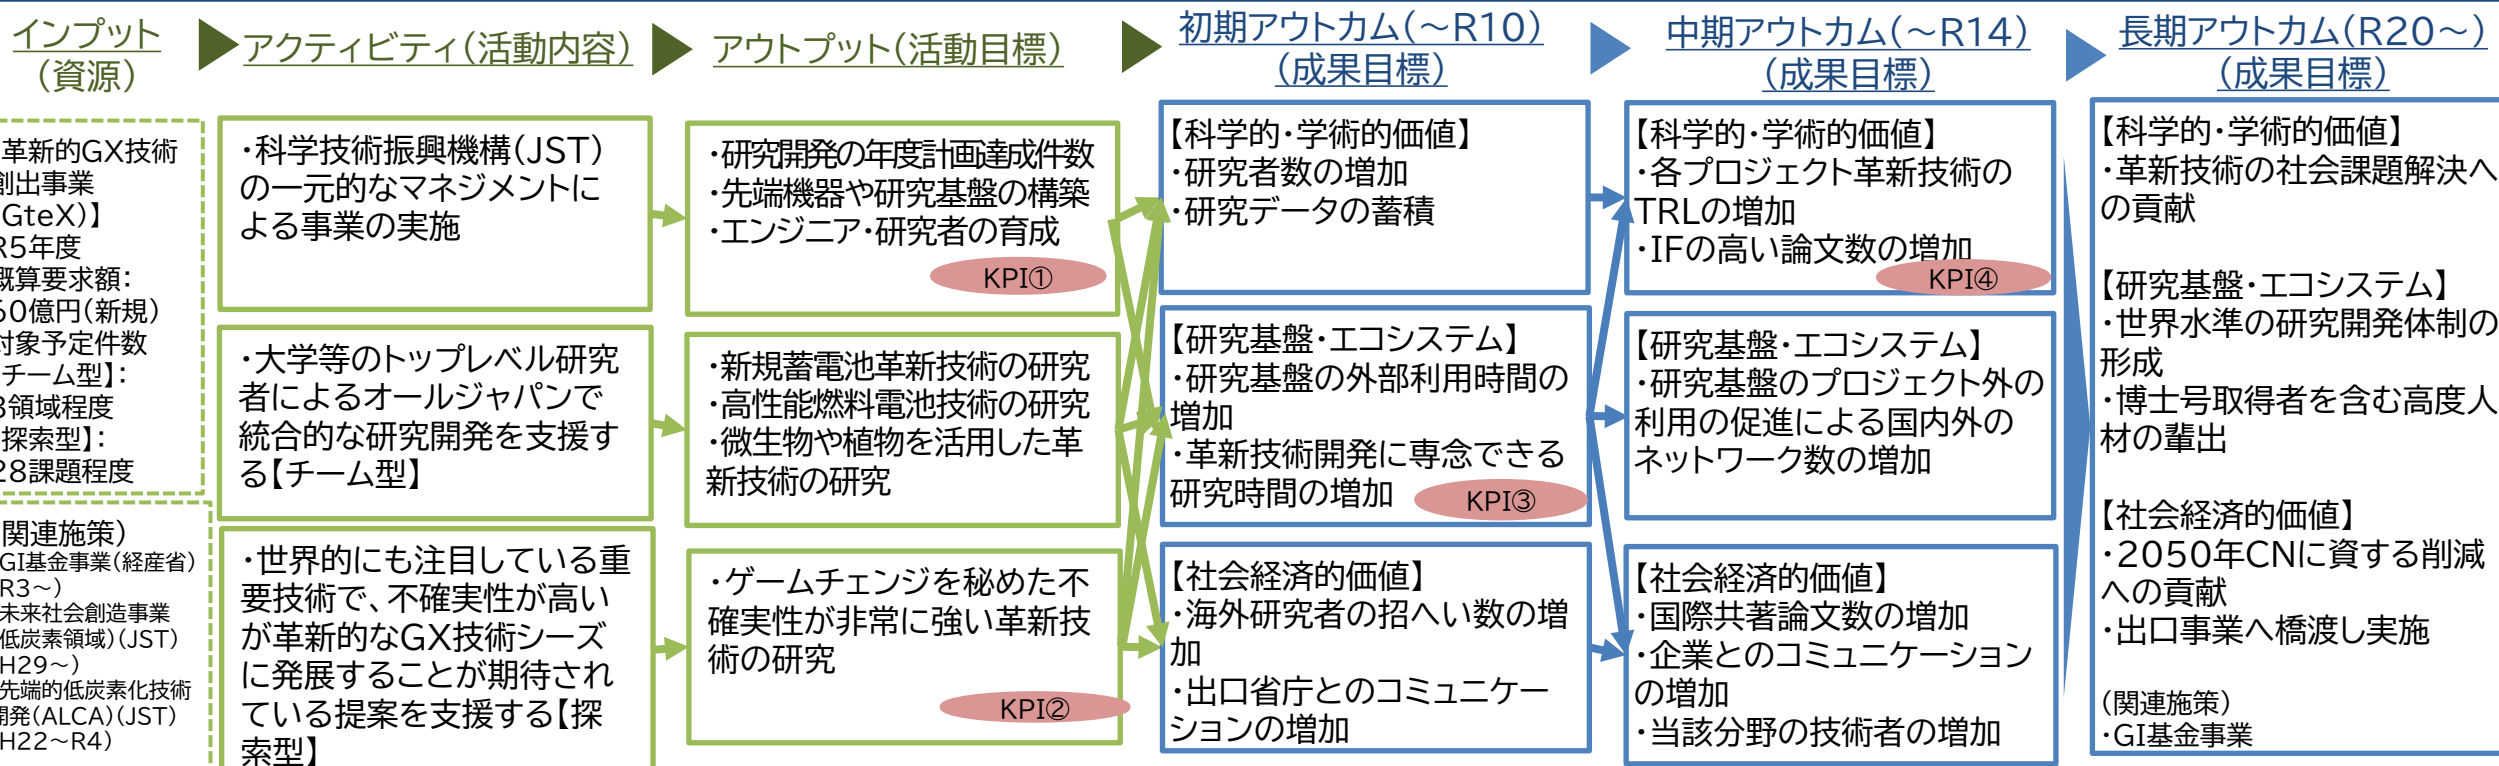 インプット
（資源）
アクティビティ（活動内容）
アウトプット（活動目標）
初期アウトカム（～R10）
（成果目標）
中期アウトカム（～R14）
（成果目標）
長期アウトカム（R20～）
（成果目標）
革新的GX技術
創出事業
（GteX）】
R5年度
概算要求額：
60億円（新規）
対象予定件数
チーム型】：
3領域程度
探索型】：
28課題程度
関連施策）
GI基金事業（経産省）
R3～）
未来社会創造事業
低炭素領域）（JST）
H29～）
先端的低炭素化技術
開発（ALCA）（JST）
H22～R4）
・科学技術振興機構（JST）
の一元的なマネジメントに
よる事業の実施
・大学等のトップレベル研究
者によるオールジャパンで
統合的な研究開発を支援す
る【チーム型】
・世界的にも注目している重
要技術で、不確実性が高い
が革新的なGX技術シーズ
に発展することが期待され
ている提案を支援する【探
索型】
・研究開発の年度計画達成件数
・先端機器や研究基盤の構築
・エンジニア・研究者の育成
KPI①
・新規蓄電池革新技術の研究
・高性能燃料電池技術の研究
・微生物や植物を活用した革
新技術の研究
・ゲームチェンジを秘めた不
確実性が非常に強い革新技
術の研究
KPI②
【科学的・学術的価値】
・研究者数の増加
・研究データの蓄積
【研究基盤・エコシステム】
・研究基盤の外部利用時間の
増加
・革新技術開発に専念できる
研究時間の増加
KPI③
【社会経済的価値】
・海外研究者の招へい数の増
加
・出口省庁とのコミュニケー
ションの増加
【科学的・学術的価値】
・各プロジェクト革新技術の
TRLの増加
・IFの高い論文数の増加
KPI④
【研究基盤・エコシステム】
・研究基盤のプロジェクト外の
利用の促進による国内外の
ネットワーク数の増加
【社会経済的価値】
・国際共著論文数の増加
・企業とのコミュニケーション
の増加
・当該分野の技術者の増加
【科学的・学術的価値】
・革新技術の社会課題解決へ
の貢献
【研究基盤・エコシステム】
・世界水準の研究開発体制の
形成
・博士号取得者を含む高度人
材の輩出
【社会経済的価値】
・2050年CNに資する削減
への貢献
・出口事業へ橋渡し実施
（関連施策）
・GI基金事業